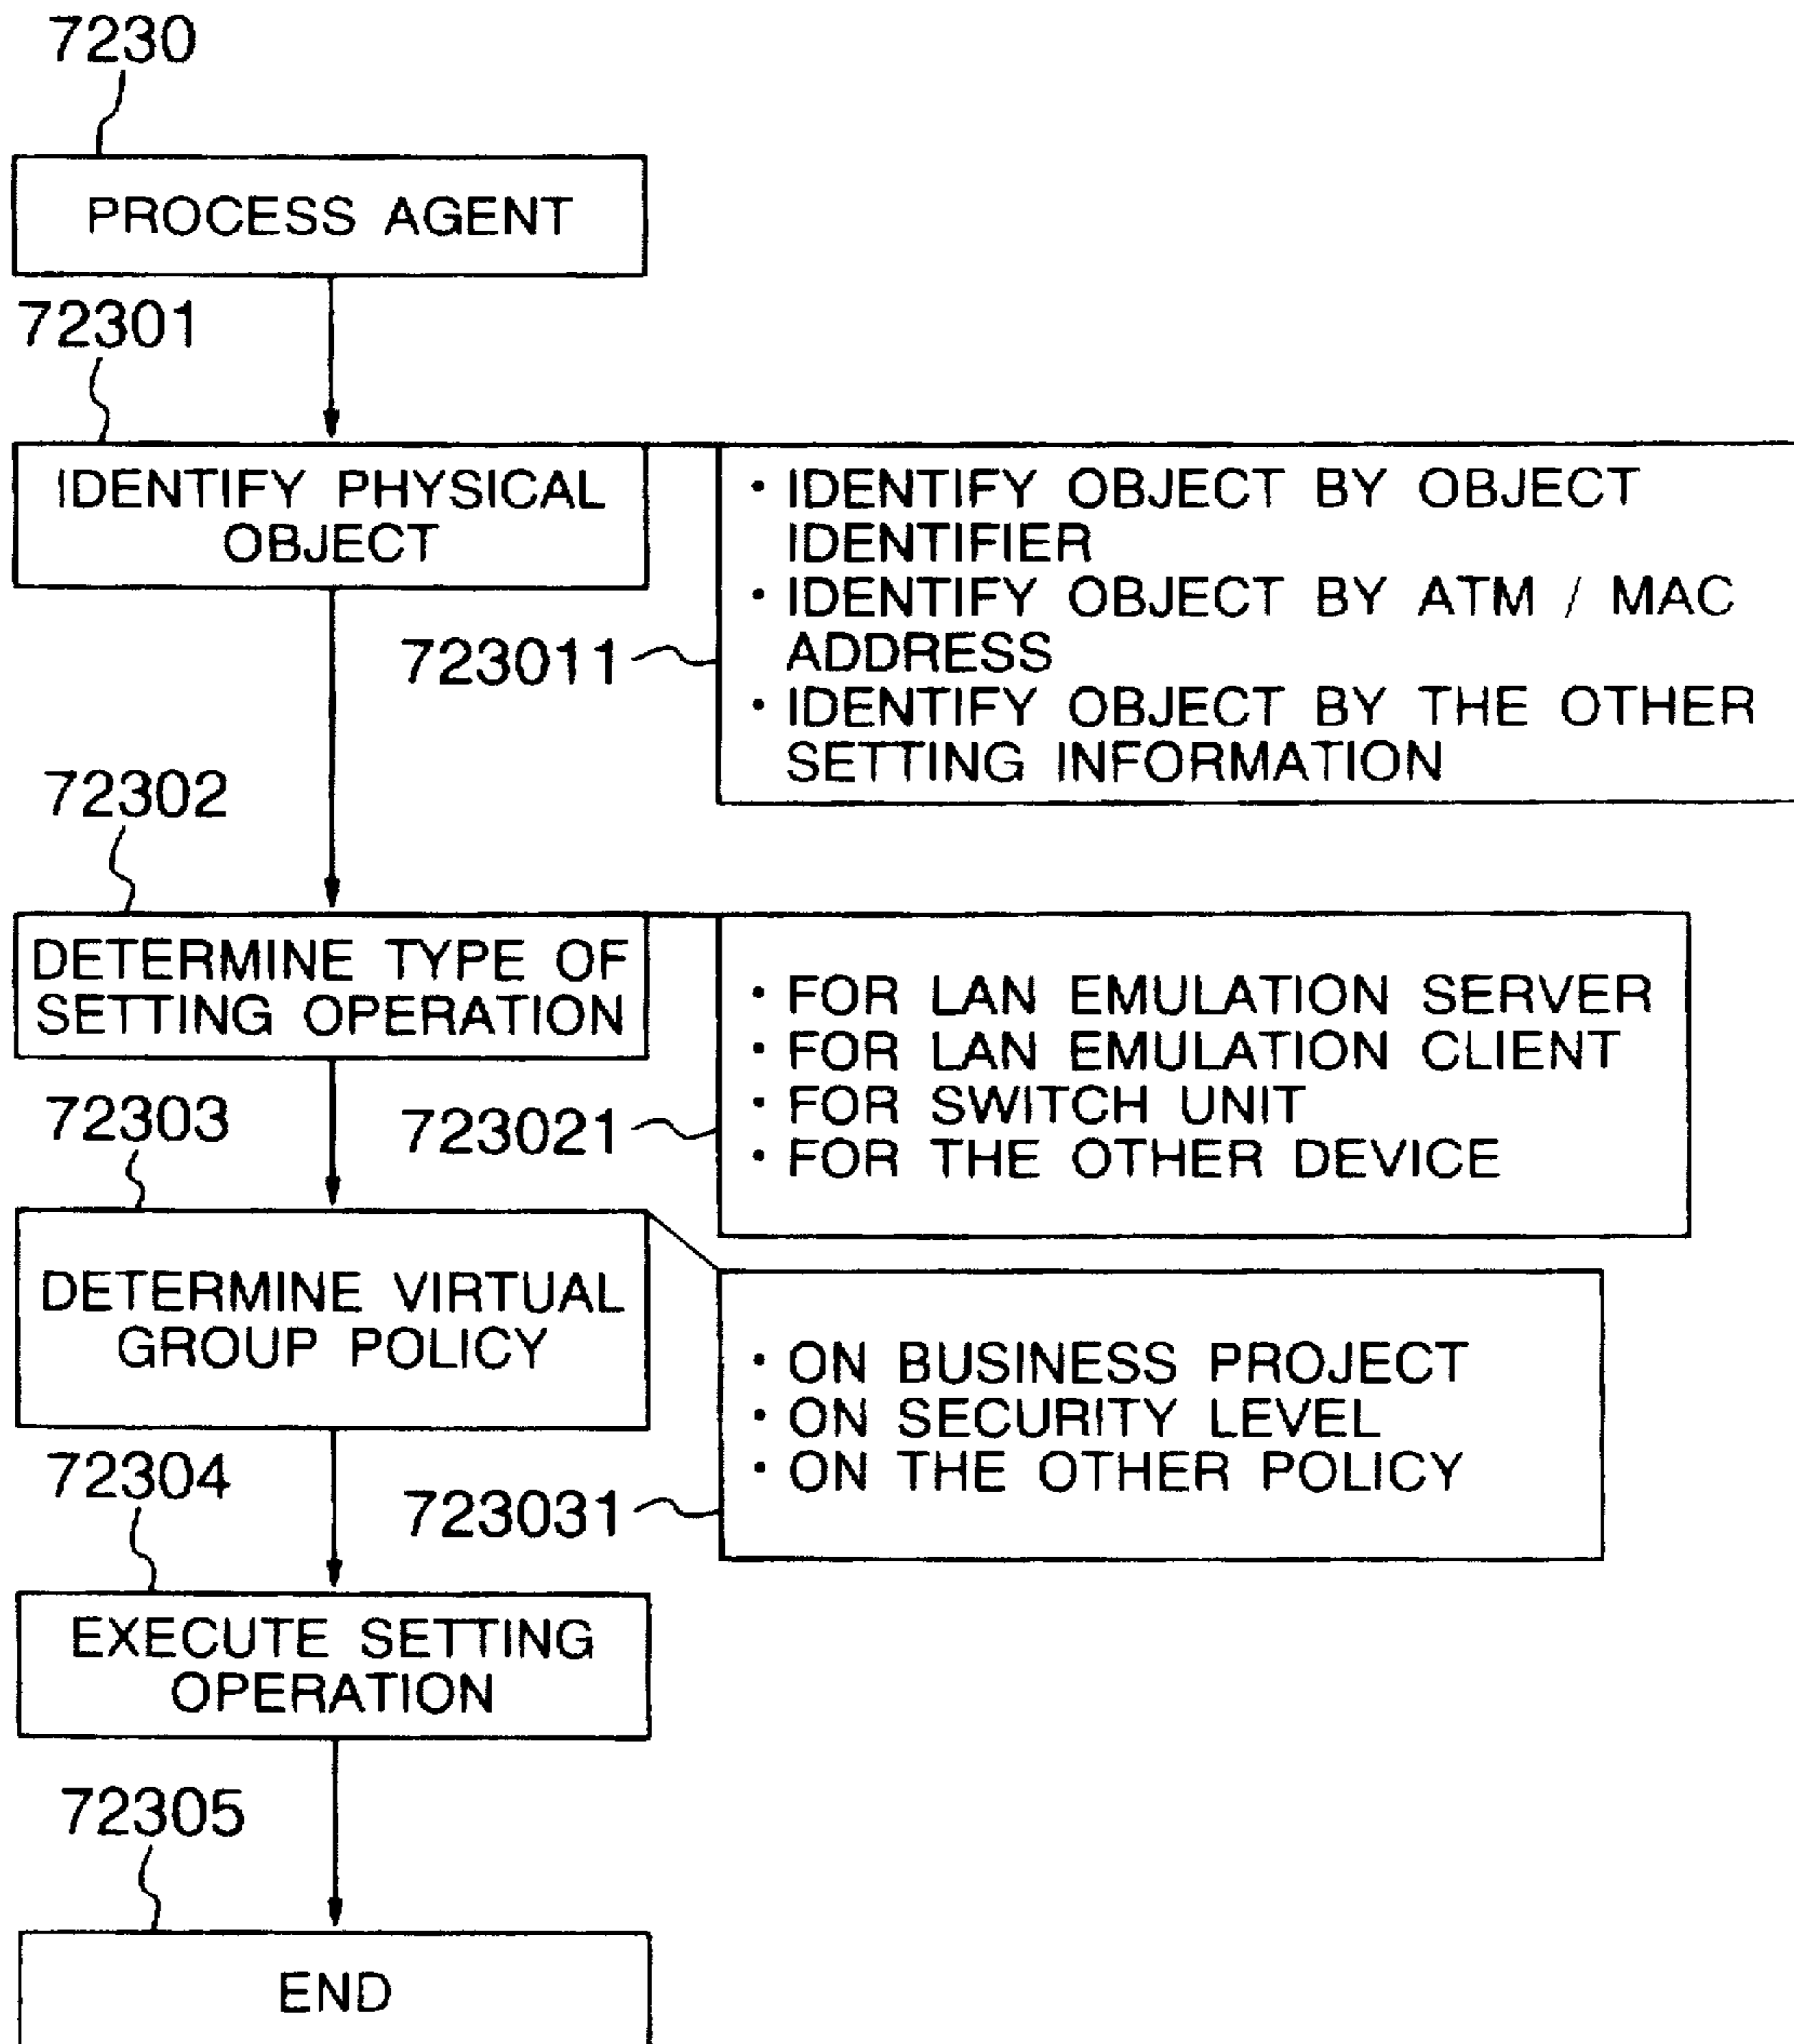 7230
PROCESS AGENT
72301
IDENTIFY PHYSICAL
OBJECT
• IDENTIFY OBJECT BY OBJECT
IDENTIFIER
• IDENTIFY OBJECT BY ATM / MAC
ADDRESS
• IDENTIFY OBJECT BY THE OTHER
SETTING INFORMATION
723011
72302
DETERMINE TYPE OF
SETTING OPERATION
• FOR LAN EMULATION SERVER
• FOR LAN EMULATION CLIENT
• FOR SWITCH UNIT
• FOR THE OTHER DEVICE
723021
72303
DETERMINE VIRTUAL
GROUP POLICY
• ON BUSINESS PROJECT
• ON SECURITY LEVEL
• ON THE OTHER POLICY
723031
72304
EXECUTE SETTING
OPERATION
72305
END